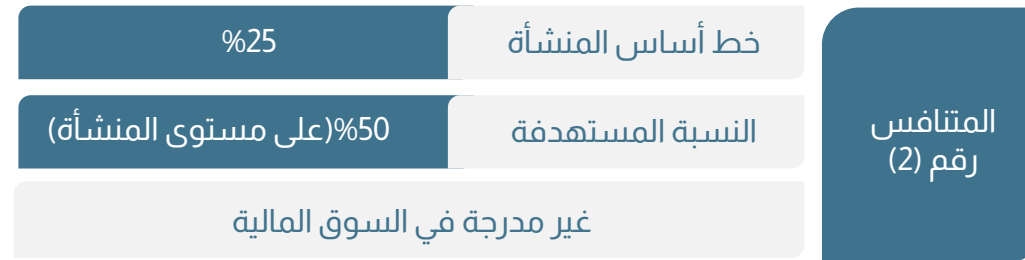 المتنافس
رقم (2)
خط أساس المنشأة
%25
النسبة المستهدفة
%50(على مستوى المنشأة)
غير مدرجة في السوق المالية